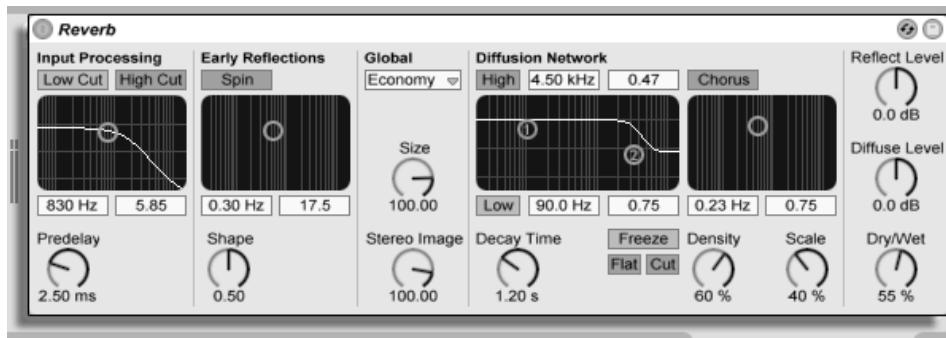 Reverb
Input Processing
Low Cut High Cut
830 Hz 5.85
Predelay
2.50 ms
Early Reflections
Spin
0.30 Hz 17.5
Shape
0.50
Global
Economy
Size
100.00
Stereo Image
100.00
Diffusion Network
High 4.50 kHz 0.47 Chorus
1
2
Low 90.0 Hz 0.75 0.23 Hz 0.75
Decay Time
1.20 s
Freeze
Flat Cut
Density
60 %
Scale
40 %
Reflect Level
0.0 dB
Diffuse Level
0.0 dB
Dry/Wet
55 %